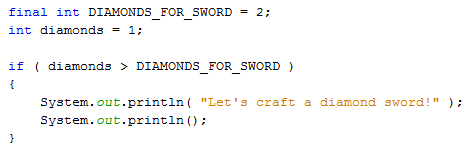 final int DIAMONDS_FOR_SWORD = 2;
int diamonds = 1;
if ( diamonds > DIAMONDS_FOR_SWORD )
{
System.out.println( "Let's craft a diamond sword!" );
System.out.println();
}